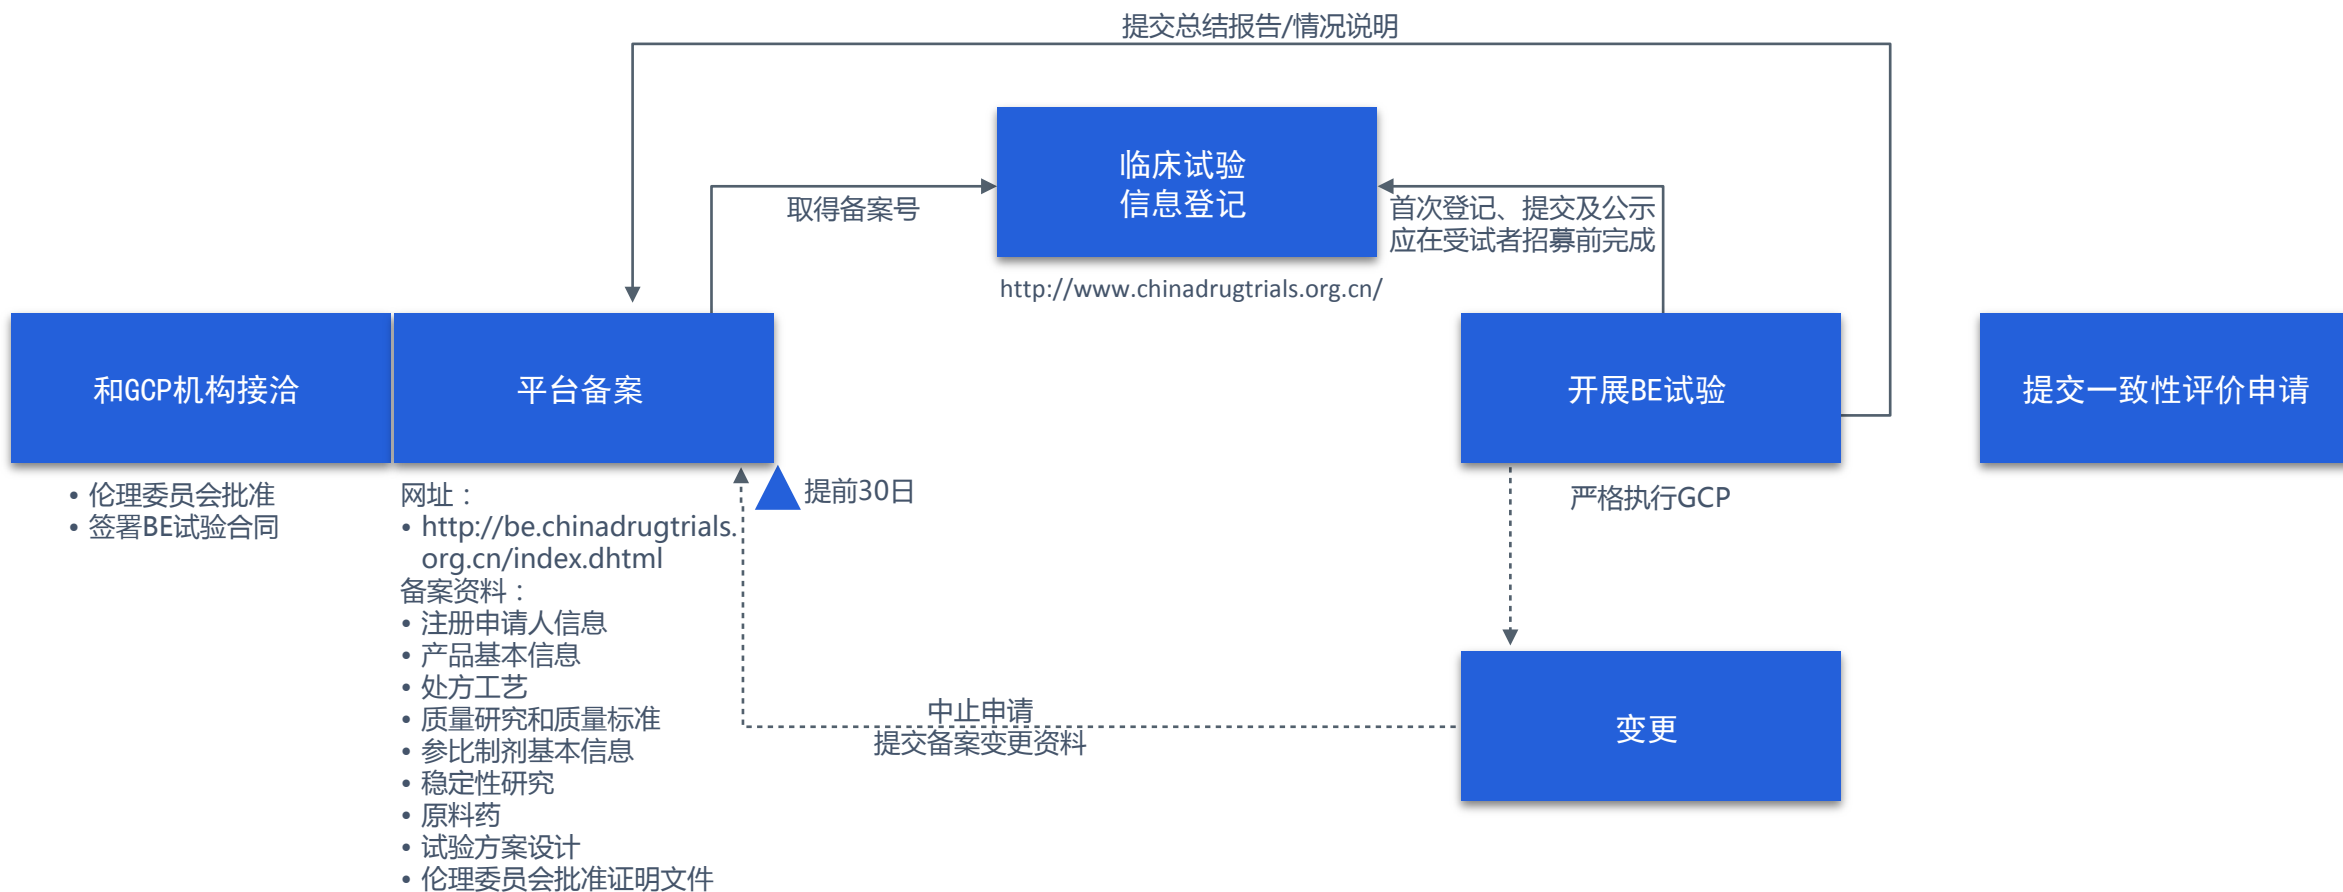 提交总结报告/情况说明
临床试验
信息登记
取得备案号
首次登记、提交及公示
应在受试者招募前完成
http://www.chinadrugtrials.org.cn/
和GCP机构接洽
平台备案
开展BE试验
提交一致性评价申请
• 伦理委员会批准
• 签署BE试验合同
网址：
• http://be.chinadrugtrials.
org.cn/index.dhtml
备案资料：
• 注册申请人信息
• 产品基本信息
• 处方工艺
• 质量研究和质量标准
• 参比制剂基本信息
• 稳定性研究
• 原料药
• 试验方案设计
• 伦理委员会批准证明文件
提前30日
严格执行GCP
中止申请
提交备案变更资料
变更